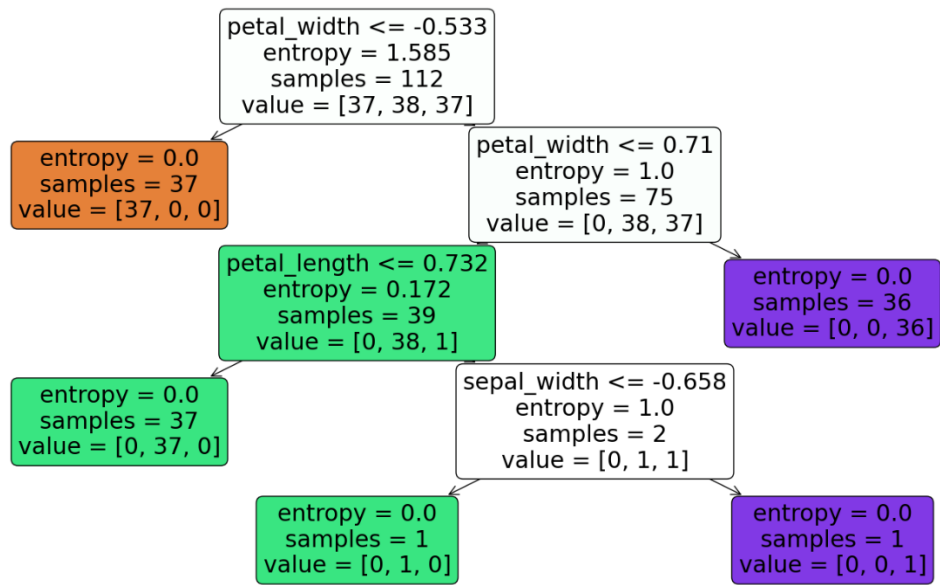 petal_width <= -0.533
entropy = 1.585
samples = 112
value = [37, 38, 37]
entropy = 0.0
samples = 37
value = [37, 0, 0]
petal_width <= 0.71
entropy = 1.0
samples = 75
value = [0, 38, 37]
petal_length <= 0.732
entropy = 0.172
samples = 39
value = [0, 38, 1]
entropy = 0.0
samples = 36
value = [0, 0, 36]
entropy = 0.0
samples = 37
value = [0, 37, 0]
sepal_width <= -0.658
entropy = 1.0
samples = 2
value = [0, 1, 1]
entropy = 0.0
samples = 1
value = [0, 1, 0]
entropy = 0.0
samples = 1
value = [0, 0, 1]